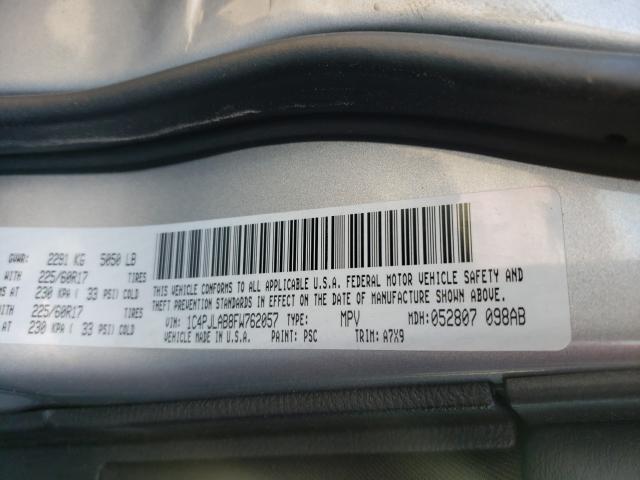 GVWR: 2291 KG 5050 LB
WITH 225/60R17 TIRES
MS AT 230 KPA ( 33 PSI) COLD
WITH 225/60R17 TIRES
AT 230 KPA ( 33 PSI) COLD
THIS VEHICLE CONFORMS TO ALL APPLICABLE U.S.A. FEDERAL MOTOR VEHICLE SAFETY AND
THEFT PREVENTION STANDARDS IN EFFECT ON THE DATE OF MANUFACTURE SHOWN ABOVE.
VIN: 1C4PJLAB8FW762057 TYPE: MPV MDH: 052807 098AB
VEHICLE MADE IN U.S.A. PAINT: PSC TRIM: A7X9